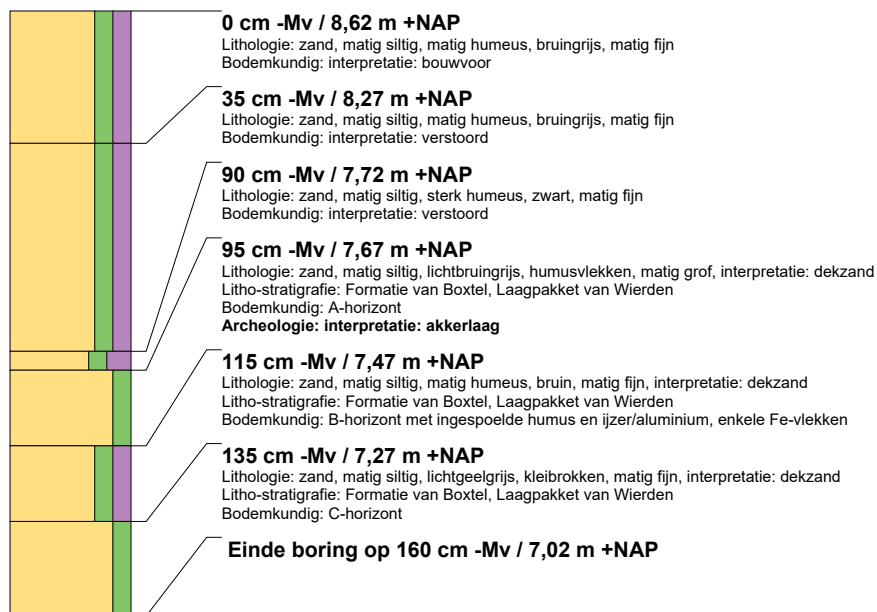 0 cm -Mv / 8,62 m +NAP
Lithologie: zand, matig siltig, matig humeus, bruingrijs, matig fijn
Bodemkundig: interpretatie: bouwvoor
35 cm -Mv / 8,27 m +NAP
Lithologie: zand, matig siltig, matig humeus, bruingrijs, matig fijn
Bodemkundig: interpretatie: verstoord
90 cm -Mv / 7,72 m +NAP
Lithologie: zand, matig siltig, sterk humeus, zwart, matig fijn
Bodemkundig: interpretatie: verstoord
95 cm -Mv / 7,67 m +NAP
Lithologie: zand, matig siltig, lichtbruingrijs, humusvlekken, matig grof, interpretatie: dekzand
Litho-stratigrafie: Formatie van Boxtel, Laagpakket van Wierden
Bodemkundig: A-horizont
Archeologie: interpretatie: akkerlaag
115 cm -Mv / 7,47 m +NAP
Lithologie: zand, matig siltig, matig humeus, bruin, matig fijn, interpretatie: dekzand
Litho-stratigrafie: Formatie van Boxtel, Laagpakket van Wierden
Bodemkundig: B-horizont met ingespoelde humus en ijzer/aluminium, enkele Fe-vlekken
135 cm -Mv / 7,27 m +NAP
Lithologie: zand, matig siltig, lichtgeelgrijs, kleibrokken, matig fijn, interpretatie: dekzand
Litho-stratigrafie: Formatie van Boxtel, Laagpakket van Wierden
Bodemkundig: C-horizont
Einde boring op 160 cm -Mv / 7,02 m +NAP